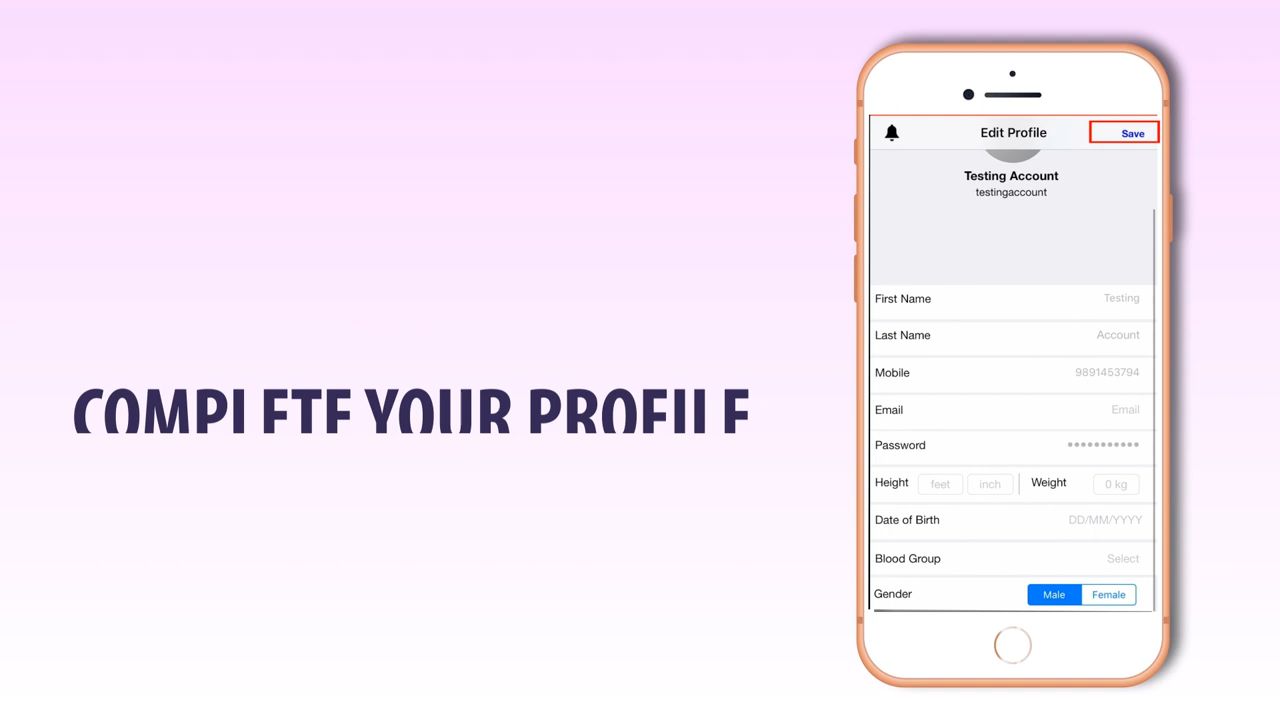 COMPLETE YOUR PROFILE
Edit Profile
Save
Testing Account
testingaccount
First Name Testing
Last Name Account
Mobile 9891453794
Email Email
Password
Height feet inch Weight 0 kg
Date of Birth DD/MM/YYYY
Blood Group Select
Gender Male Female